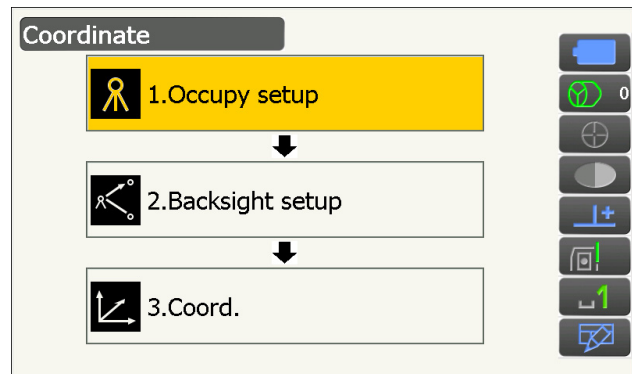 Coordinate
1.Occupy setup
2.Backsight setup
3.Coord.
0
1